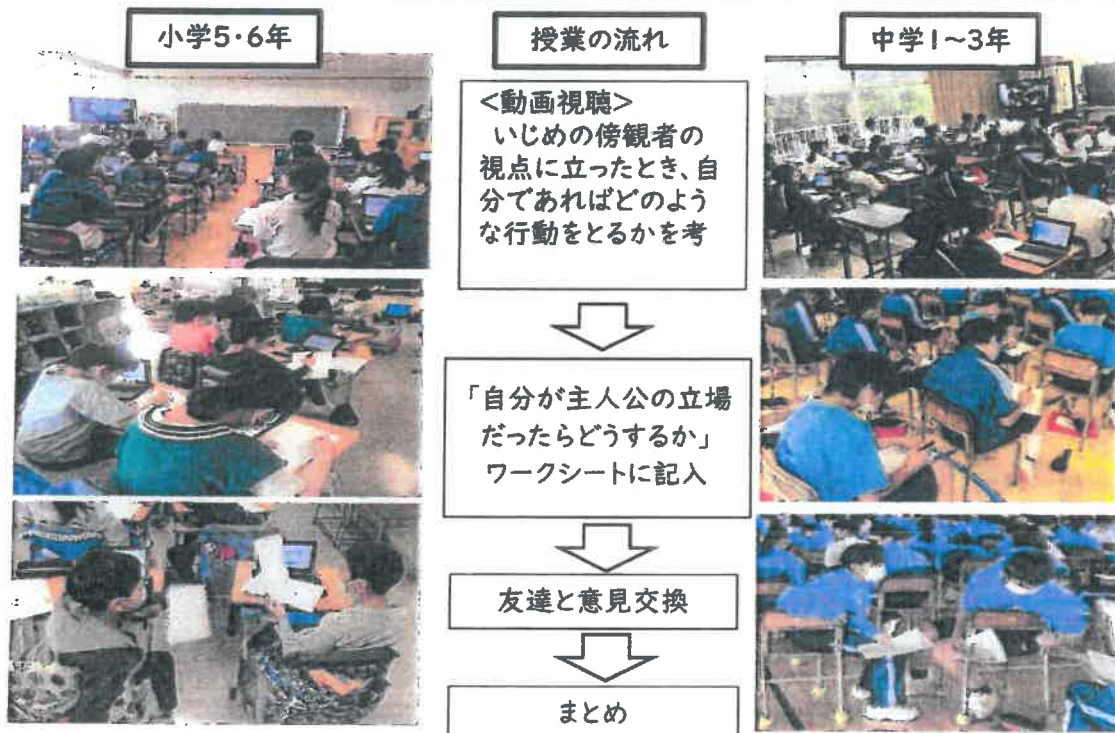 小学5・6年
授業の流れ
中学1~3年
<動画視聴>
いじめの傍観者の
視点に立ったとき、自
分であればどのよう
な行動をとるかを考
「自分が主人公の立場
だったらどうするか」
ワークシートに記入
友達と意見交換
まとめ